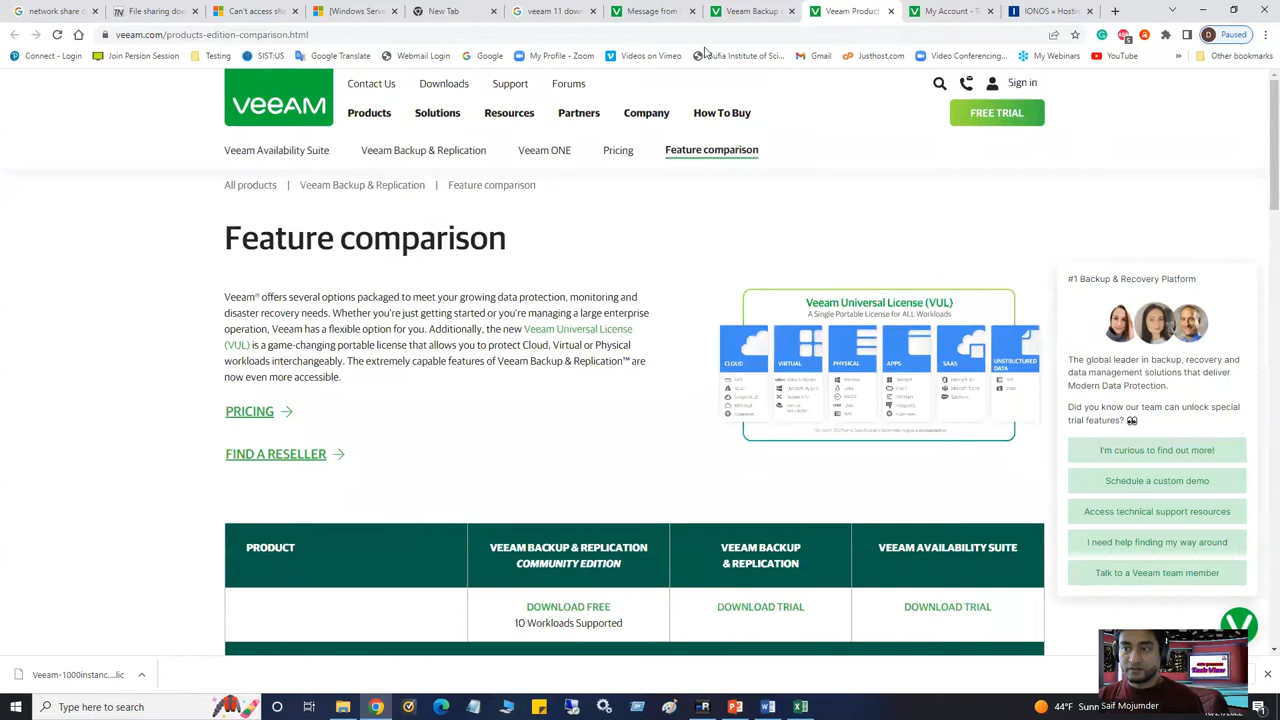 network share c
File sharing doe
Windows 11 Inst
New Tab
veeam 11 down
Message from
Veeam Backup
Veeam Product
My Account - T
IONOS » Hosti
veeam.com/products-edition-comparison.html
Paused
Connect - Login
Join Persion Session
Testing
SIST:US
Google Translate
Webmail Login
Google
My Profile - Zoom
Videos on Vimeo
Sufia Institute of Sci...
Gmail
Justhost.com
Video Conferencing...
My Webinars
YouTube
»
Other bookmarks
veeam
Contact Us
Downloads
Support
Forums
Sign in
Products
Solutions
Resources
Partners
Company
How To Buy
FREE TRIAL
Veeam Availability Suite
Veeam Backup & Replication
Veeam ONE
Pricing
Feature comparison
All products | Veeam Backup & Replication | Feature comparison
Feature comparison
Veeam® offers several options packaged to meet your growing data protection, monitoring and
disaster recovery needs. Whether you're just getting started or you're managing a large enterprise
operation, Veeam has a flexible option for you. Additionally, the new Veeam Universal License
(VUL) is a game-changing portable license that allows you to protect Cloud, Virtual or Physical
workloads interchangeably. The extremely capable features of Veeam Backup & Replication™ are
now even more accessible.
PRICING
FIND A RESELLER
Veeam Universal License (VUL)
A Single Portable License for ALL Workloads
CLOUD
VIRTUAL
PHYSICAL
APPS
SAAS
UNSTRUCTURED
DATA
#1 Backup & Recovery Platform
The global leader in backup, recovery and
data management solutions that deliver
Modern Data Protection.
Did you know our team can unlock special
trial features?
I'm curious to find out more!
Schedule a custom demo
Access technical support resources
I need help finding my way around
Talk to a Veeam team member
PRODUCT
VEEAM BACKUP & REPLICATION
COMMUNITY EDITION
VEEAM BACKUP
& REPLICATION
VEEAM AVAILABILITY SUITE
DOWNLOAD FREE
10 Workloads Supported
DOWNLOAD TRIAL
DOWNLOAD TRIAL
Veeam-1000instanc....lic
Type here to search
44°F Sunn
Saif Mojumder